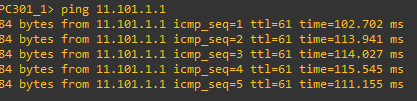 PC301_1> ping 11.101.1.1
84 bytes from 11.101.1.1 icmp_seq=1 ttl=61 time=102.702 ms
84 bytes from 11.101.1.1 icmp_seq=2 ttl=61 time=113.941 ms
84 bytes from 11.101.1.1 icmp_seq=3 ttl=61 time=114.027 ms
84 bytes from 11.101.1.1 icmp_seq=4 ttl=61 time=115.545 ms
84 bytes from 11.101.1.1 icmp_seq=5 ttl=61 time=111.155 ms